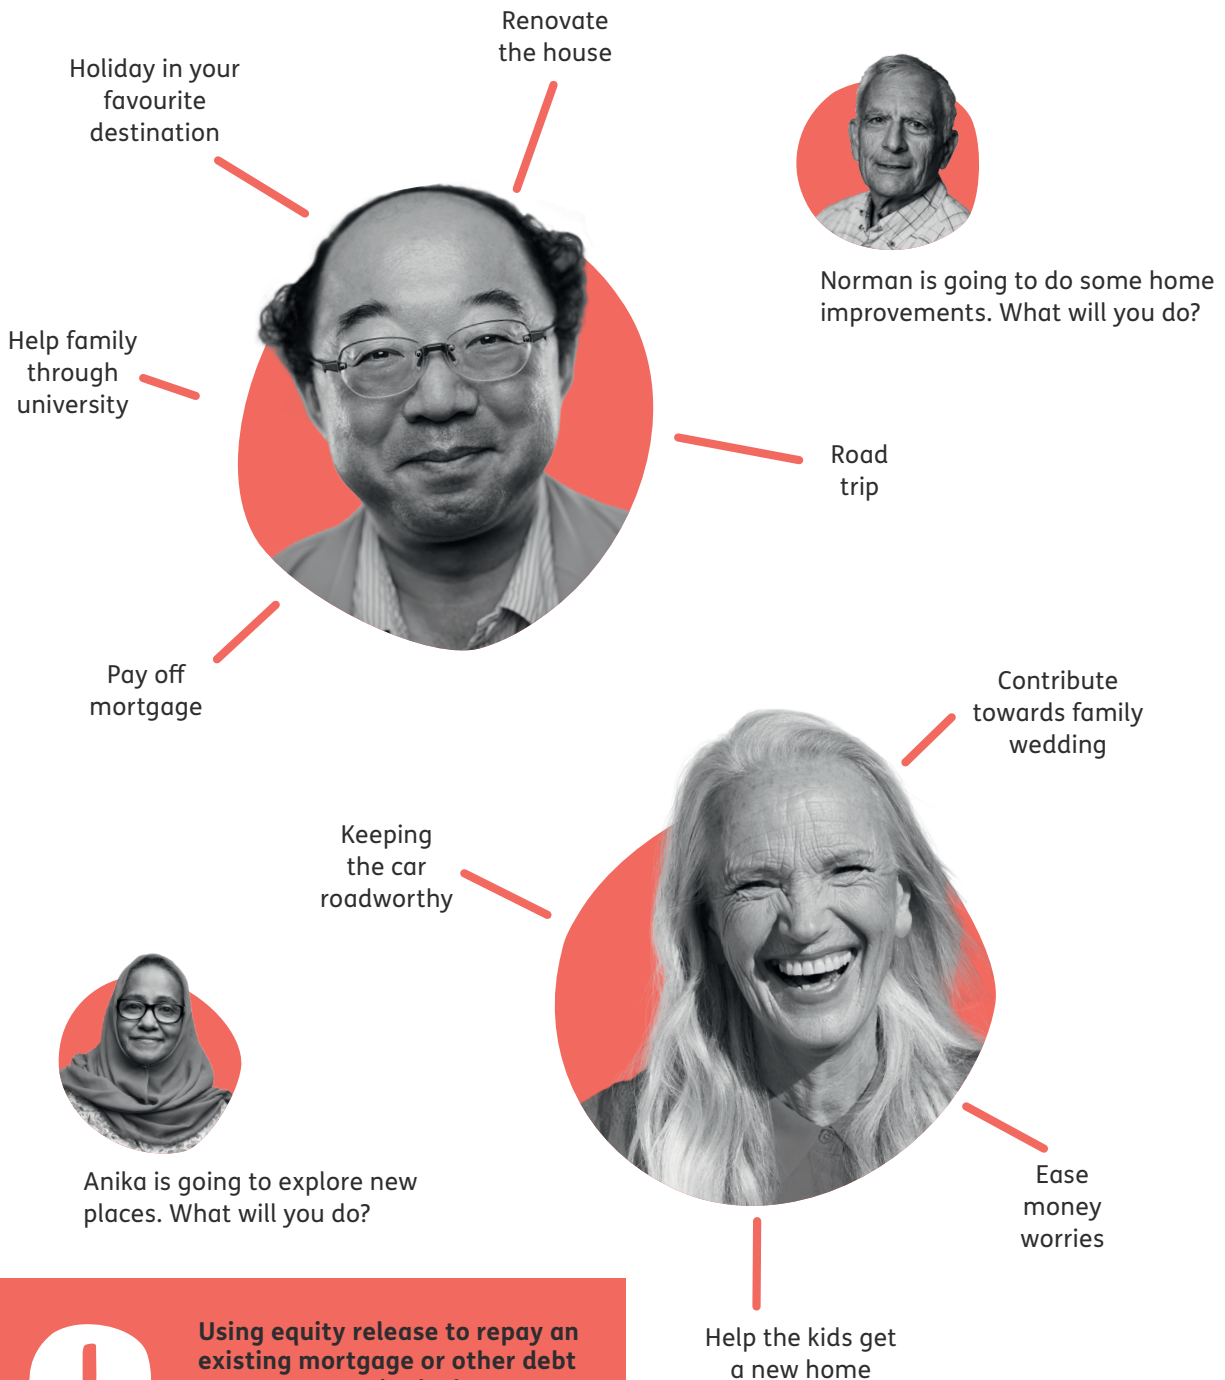 Renovate
the house
Holiday in your
favourite
destination
Norman is going to do some home
improvements. What will you do?
Help family
through
university
Road
trip
Pay off
mortgage
Contribute
towards family
wedding
Keeping
the car
roadworthy
Anika is going to explore new
places. What will you do?
Ease
money
worries
Using equity release to repay an
existing mortgage or other debt
Help the kids get
a new home